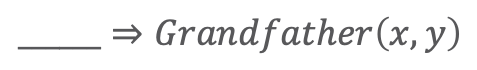 _____ ⇒ Grandfather(x, y)